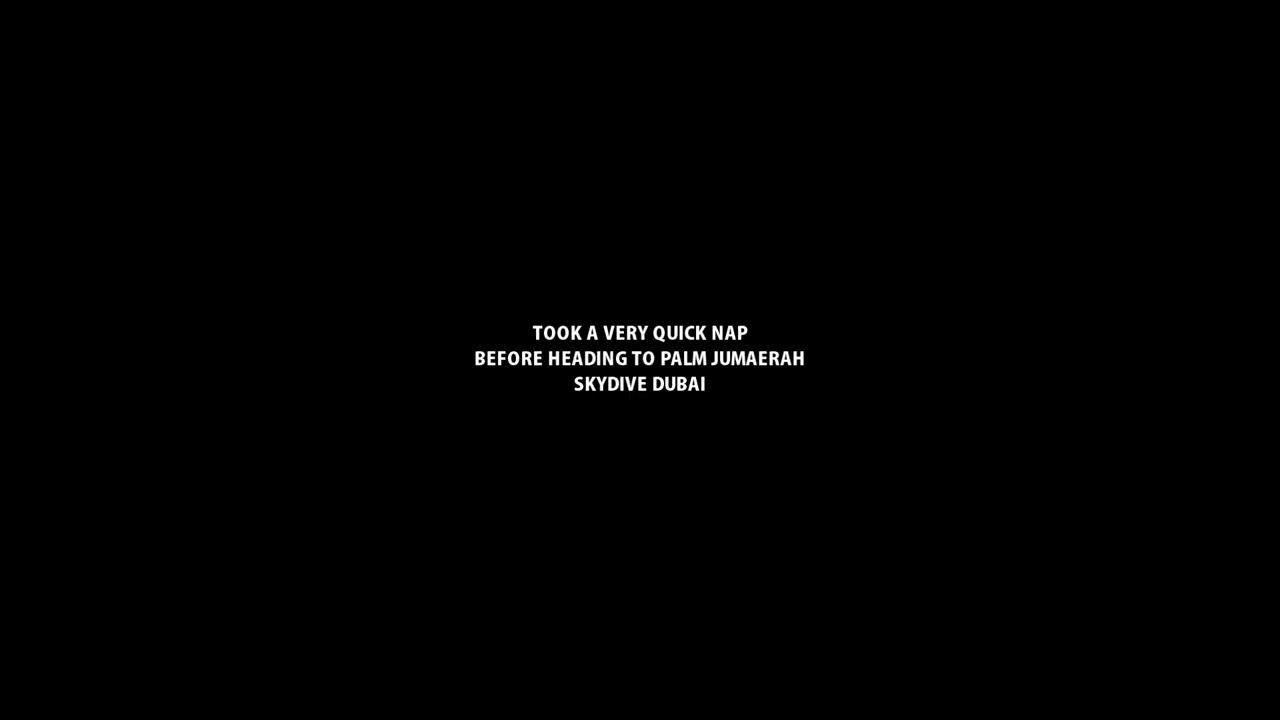 TOOK A VERY QUICK NAP
BEFORE HEADING TO PALM JUMAERAH
SKYDIVE DUBAI